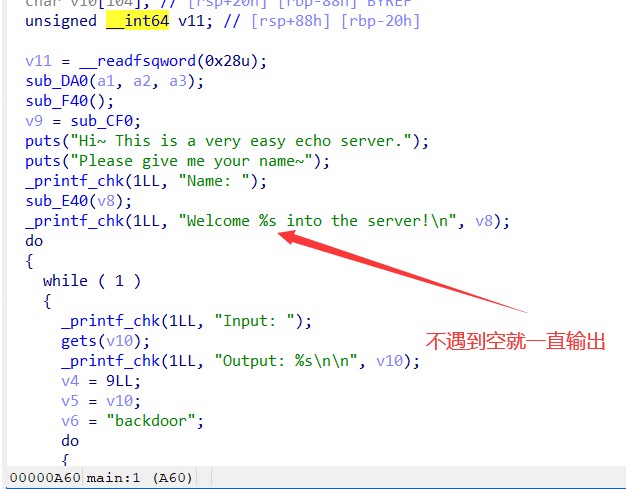 char v10[104]; // [rsp+20h] [rbp-88h] BYREF
unsigned __int64 v11; // [rsp+88h] [rbp-20h]
v11 = __readfsqword(0x28u);
sub_DA0(a1, a2, a3);
sub_F40();
v9 = sub_CF0;
puts("Hi~ This is a very easy echo server.");
puts("Please give me your name~");
_printf_chk(1LL, "Name: ");
sub_E40(v8);
_printf_chk(1LL, "Welcome %s into the server!\n", v8);
do
{
while ( 1 )
{
_printf_chk(1LL, "Input: ");
gets(v10);
_printf_chk(1LL, "Output: %s\n\n", v10);
不遇到空就一直输出
v4 = 9LL;
v5 = v10;
v6 = "backdoor";
do
{
00000A60 main:1 (A60)